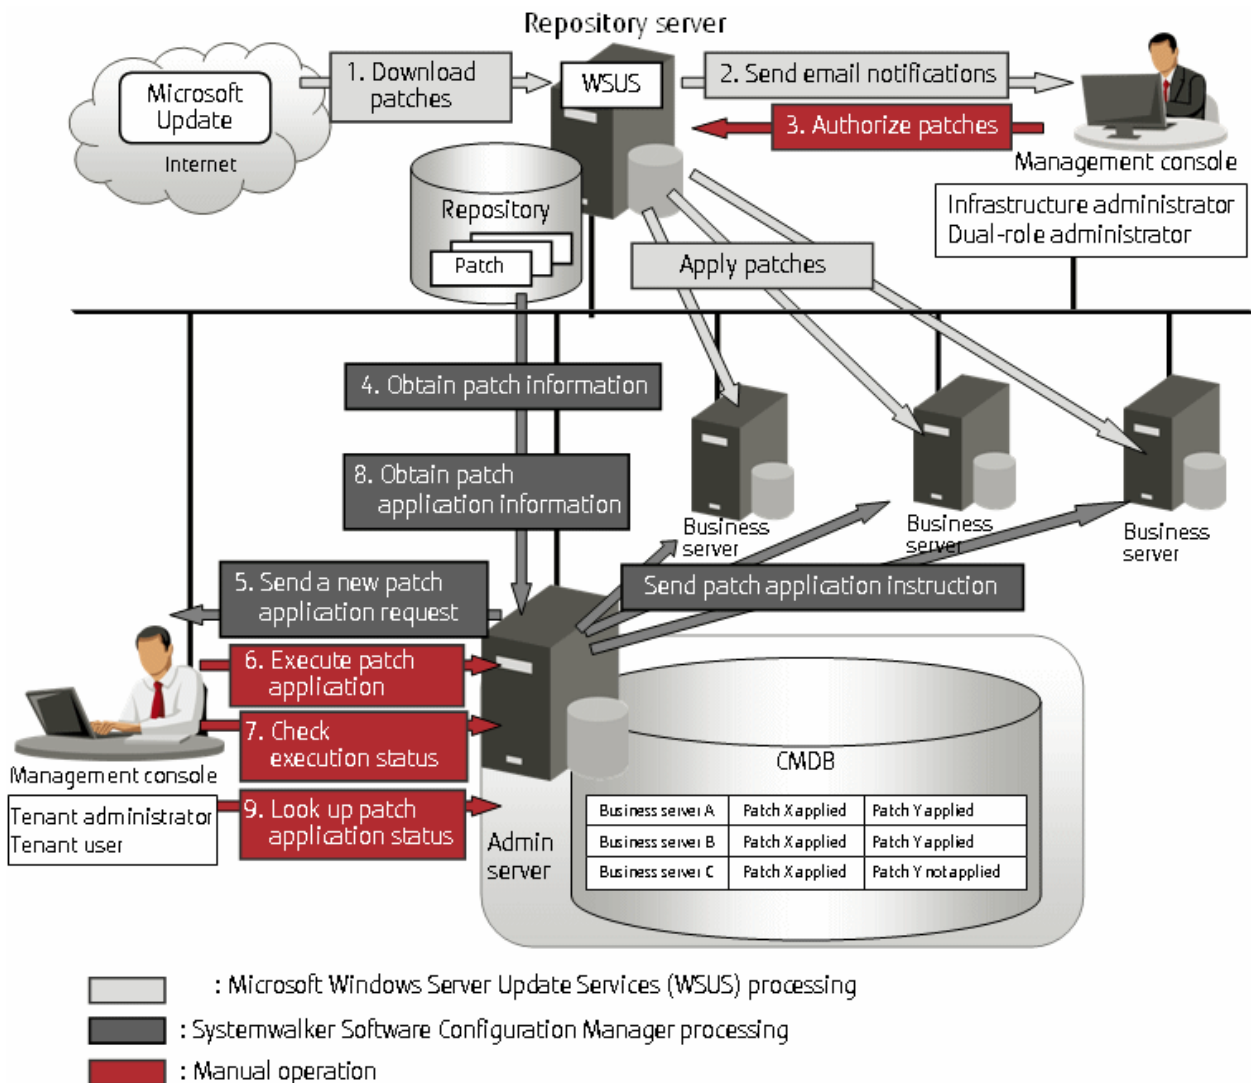 Repository server
Microsoft
Update
Internet
1. Download
patches
WSUS
2. Send email notifications
3. Authorize patches
Management console
Infrastructure administrator
Dual-role administrator
Repository
Patch
Apply patches
4. Obtain patch information
8. Obtain patch
application information
Business
server
Business
server
Business
server
5. Send a new patch
application request
Send patch application instruction
6. Execute patch
application
7. Check
execution status
Management console
Tenant administrator
Tenant user
9. Look up patch
application status
Admin
server
CMDB
Business server A Patch X applied Patch Y applied
Business server B Patch X applied Patch Y applied
Business server C Patch X applied Patch Y not applied
: Microsoft Windows Server Update Services (WSUS) processing
: Systemwalker Software Configuration Manager processing
: Manual operation